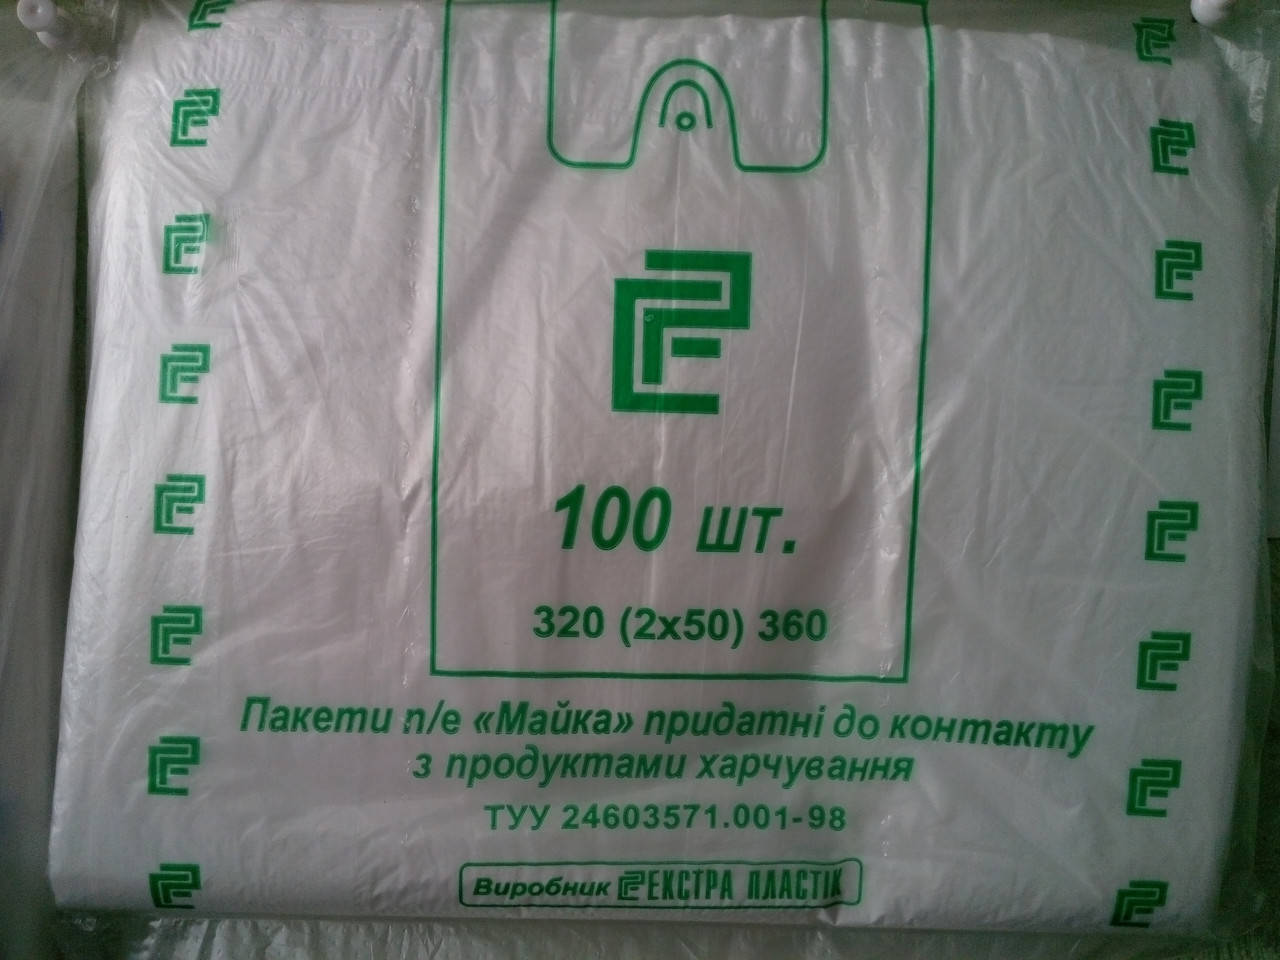 100 шт.
320 (2х50) 360
Пакети п/е «Майка» придатні до контакту
з продуктами харчування
ТУУ 24603571.001-98
Виробник ЕКСТРА ПЛАСТІК